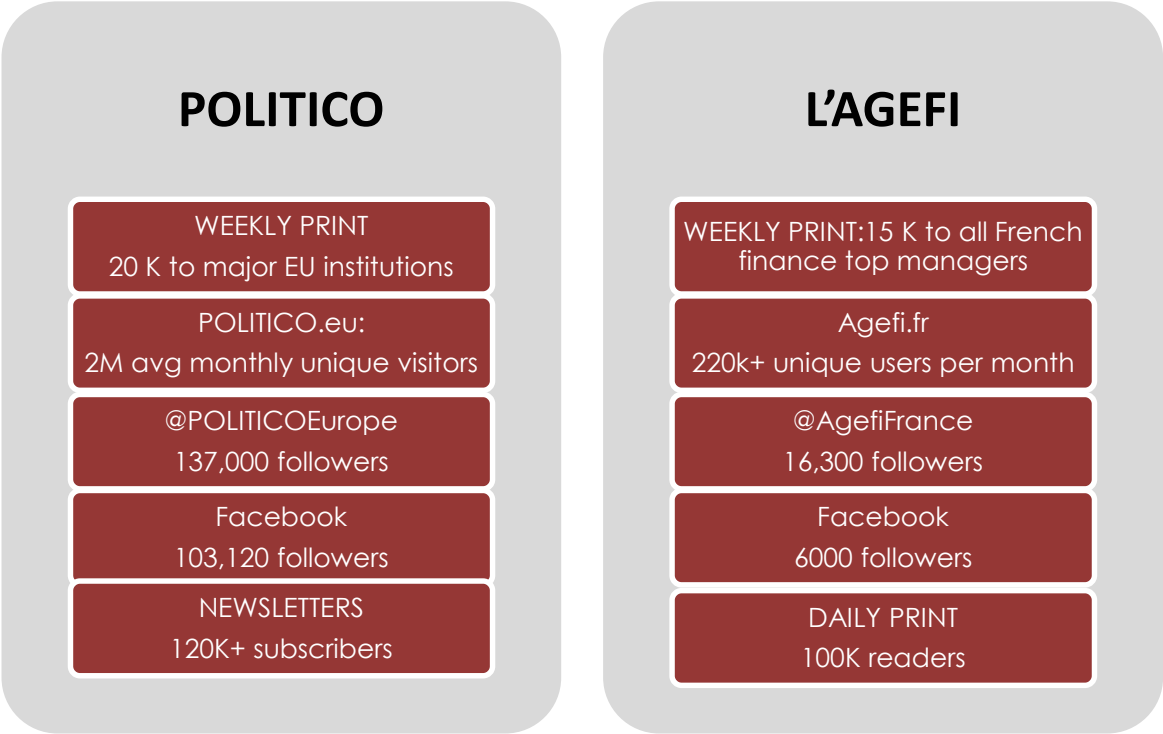 POLITICO
WEEKLY PRINT
20 K to major EU institutions
POLITICO.eu:
2M avg monthly unique visitors
@POLITICOEurope
137,000 followers
Facebook
103,120 followers
NEWSLETTERS
120K+ subscribers
L’AGEFI
WEEKLY PRINT:15 K to all French
finance top managers
Agefi.fr
220k+ unique users per month
@AgefiFrance
16,300 followers
Facebook
6000 followers
DAILY PRINT
100K readers